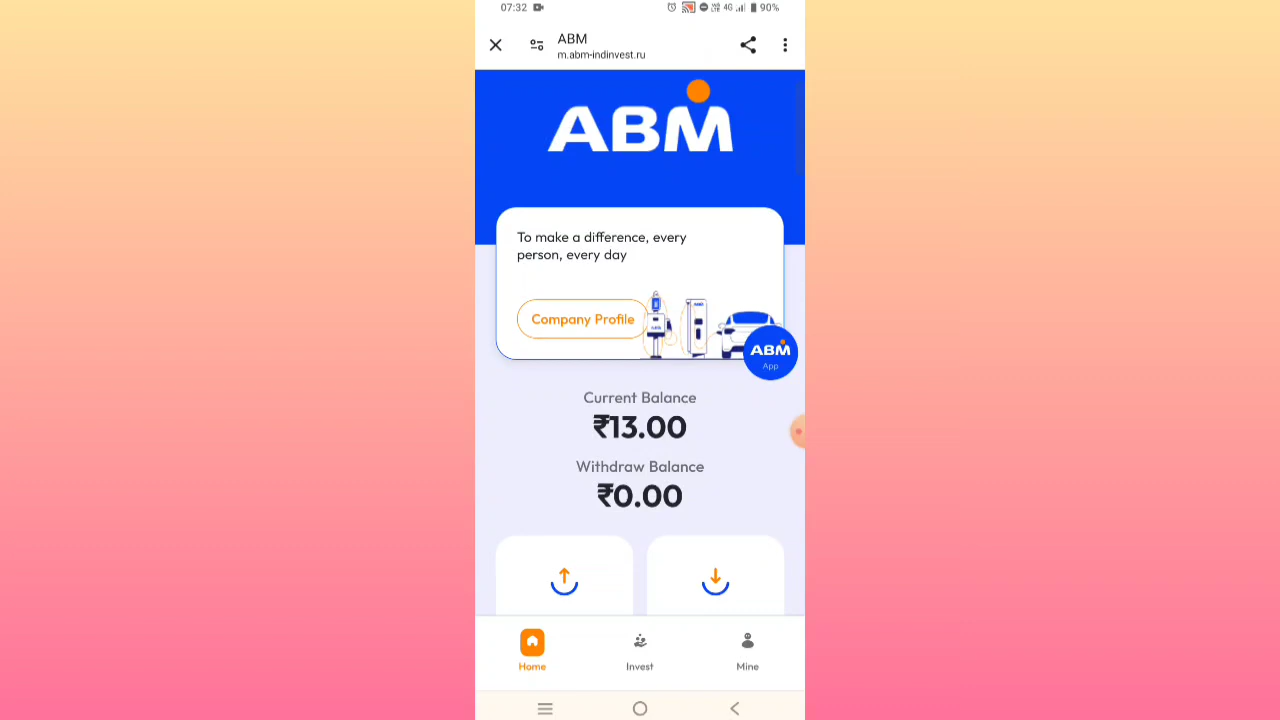 07:32 4G 90%
ABM
m.abm-indinvest.ru
ABM
To make a difference, every
person, every day
Company Profile
ABM
App
Current Balance
₹13.00
Withdraw Balance
₹0.00
Home Invest Mine